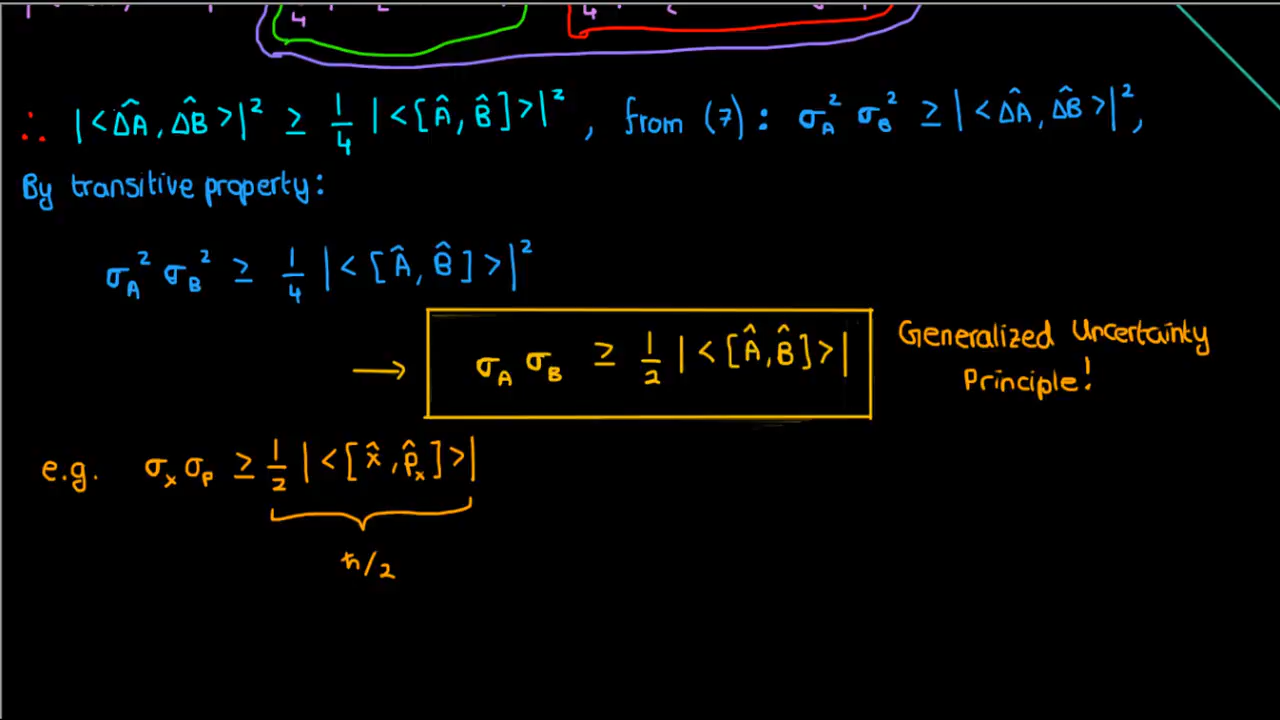 ∴ |<ΔÂ, ΔB̂>|² ≥ 1/4 |<[Â, B̂]>|² , from (7): σ_A² σ_B² ≥ |<ΔÂ, ΔB̂>|²,
By transitive property:
σ_A² σ_B² ≥ 1/4 |<[Â, B̂]>|²
→ σ_A σ_B ≥ 1/2 |<[Â, B̂]>| Generalized Uncertainty
Principle!
e.g. σ_x σ_p ≥ 1/2 |<[x̂, p̂_x]>|
ħ/2